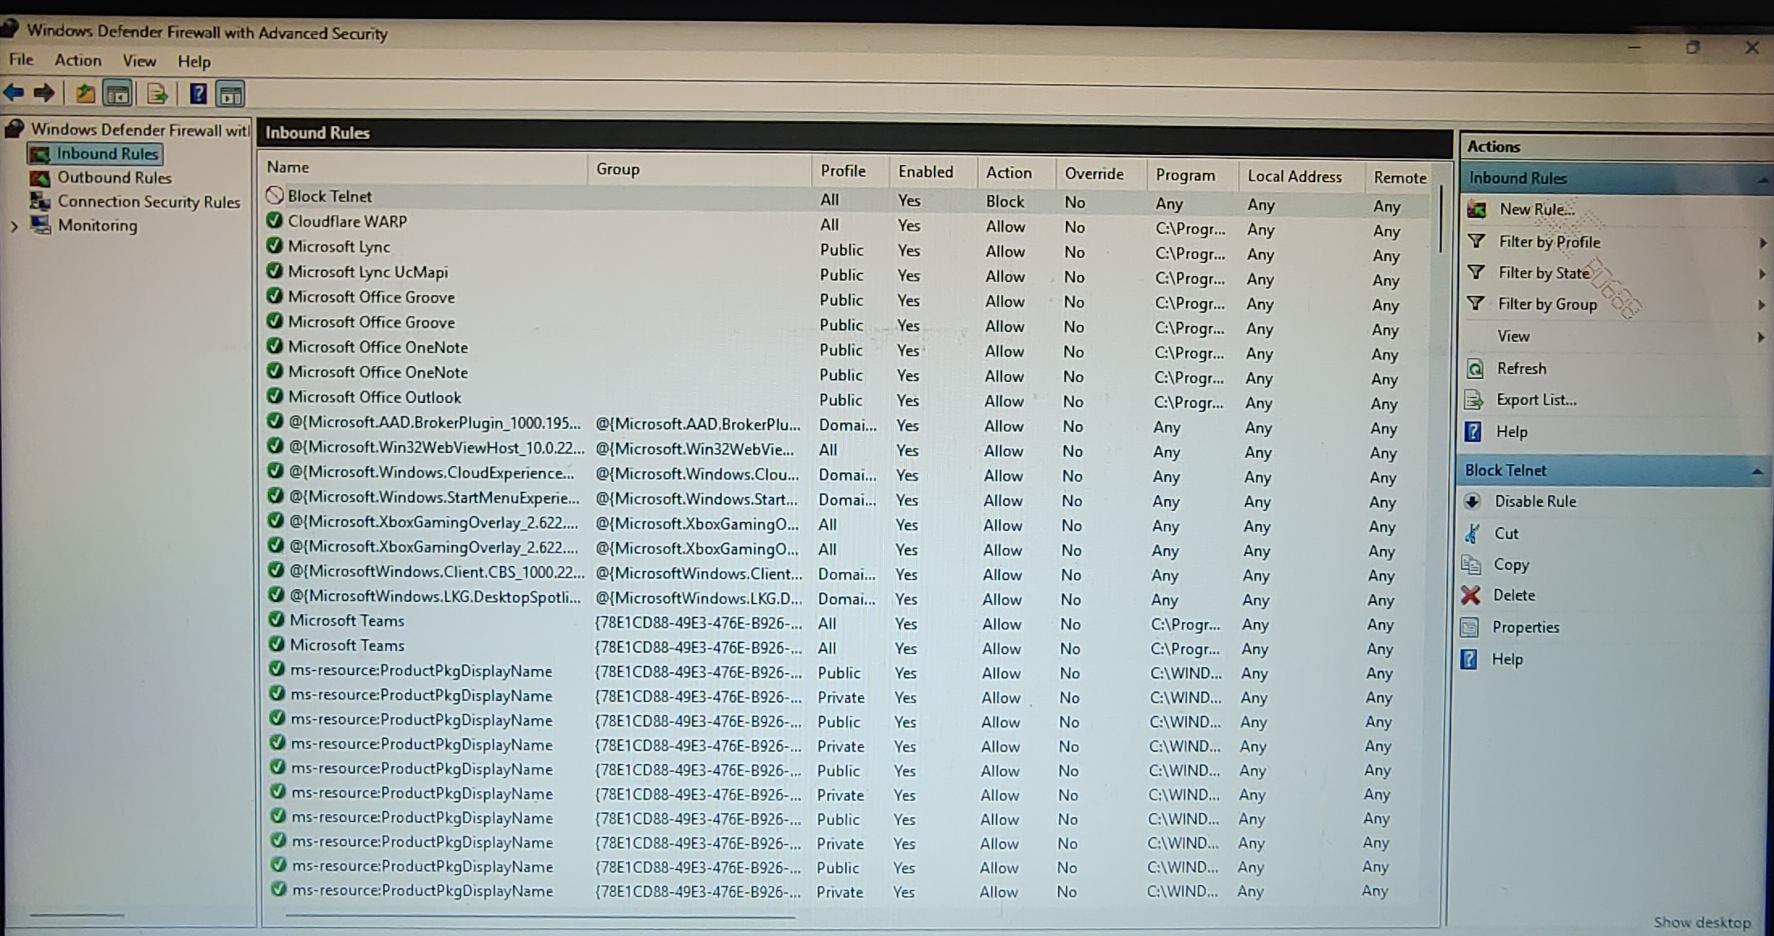 Windows Defender Firewall with Advanced Security
File Action View Help
Windows Defender Firewall wit
Inbound Rules
Outbound Rules
Connection Security Rules
Monitoring
Inbound Rules
Name Group Profile Enabled Action Override Program Local Address Remote
Block Telnet All Yes Block No Any Any Any
Cloudflare WARP All Yes Allow No C:\Progr... Any Any
Microsoft Lync Public Yes Allow No C:\Progr... Any Any
Microsoft Lync UcMapi Public Yes Allow No C:\Progr... Any Any
Microsoft Office Groove Public Yes Allow No C:\Progr... Any Any
Microsoft Office Groove Public Yes Allow No C:\Progr... Any Any
Microsoft Office OneNote Public Yes Allow No C:\Progr... Any Any
Microsoft Office OneNote Public Yes Allow No C:\Progr... Any Any
Microsoft Office Outlook Public Yes Allow No C:\Progr... Any Any
@{Microsoft.AAD.BrokerPlugin_1000.195... @{Microsoft.AAD.BrokerPlu... Domai... Yes Allow No Any Any Any
@{Microsoft.Win32WebViewHost_10.0.22... @{Microsoft.Win32WebVie... All Yes Allow No Any Any Any
@{Microsoft.Windows.CloudExperience... @{Microsoft.Windows.Clou... Domai... Yes Allow No Any Any Any
@{Microsoft.Windows.StartMenuExperie... @{Microsoft.Windows.Start... Domai... Yes Allow No Any Any Any
@{Microsoft.XboxGamingOverlay_2.622.... @{Microsoft.XboxGamingO... All Yes Allow No Any Any Any
@{Microsoft.XboxGamingOverlay_2.622.... @{Microsoft.XboxGamingO... All Yes Allow No Any Any Any
@{MicrosoftWindows.Client.CBS_1000.22... @{MicrosoftWindows.Client... Domai... Yes Allow No Any Any Any
@{MicrosoftWindows.LKG.DesktopSpotli... @{MicrosoftWindows.LKG.D... Domai... Yes Allow No Any Any Any
Microsoft Teams {78E1CD88-49E3-476E-B926-... All Yes Allow No C:\Progr... Any Any
Microsoft Teams {78E1CD88-49E3-476E-B926-... All Yes Allow No C:\Progr... Any Any
ms-resource:ProductPkgDisplayName {78E1CD88-49E3-476E-B926-... Public Yes Allow No C:\WIND... Any Any
ms-resource:ProductPkgDisplayName {78E1CD88-49E3-476E-B926-... Private Yes Allow No C:\WIND... Any Any
ms-resource:ProductPkgDisplayName {78E1CD88-49E3-476E-B926-... Public Yes Allow No C:\WIND... Any Any
ms-resource:ProductPkgDisplayName {78E1CD88-49E3-476E-B926-... Private Yes Allow No C:\WIND... Any Any
ms-resource:ProductPkgDisplayName {78E1CD88-49E3-476E-B926-... Public Yes Allow No C:\WIND... Any Any
ms-resource:ProductPkgDisplayName {78E1CD88-49E3-476E-B926-... Private Yes Allow No C:\WIND... Any Any
ms-resource:ProductPkgDisplayName {78E1CD88-49E3-476E-B926-... Public Yes Allow No C:\WIND... Any Any
ms-resource:ProductPkgDisplayName {78E1CD88-49E3-476E-B926-... Private Yes Allow No C:\WIND... Any Any
ms-resource:ProductPkgDisplayName {78E1CD88-49E3-476E-B926-... Public Yes Allow No C:\WIND... Any Any
ms-resource:ProductPkgDisplayName {78E1CD88-49E3-476E-B926-... Private Yes Allow No C:\WIND... Any Any
Actions
Inbound Rules
New Rule...
Filter by Profile
Filter by State
Filter by Group
View
Refresh
Export List...
Help
Block Telnet
Disable Rule
Cut
Copy
Delete
Properties
Help
Show desktop